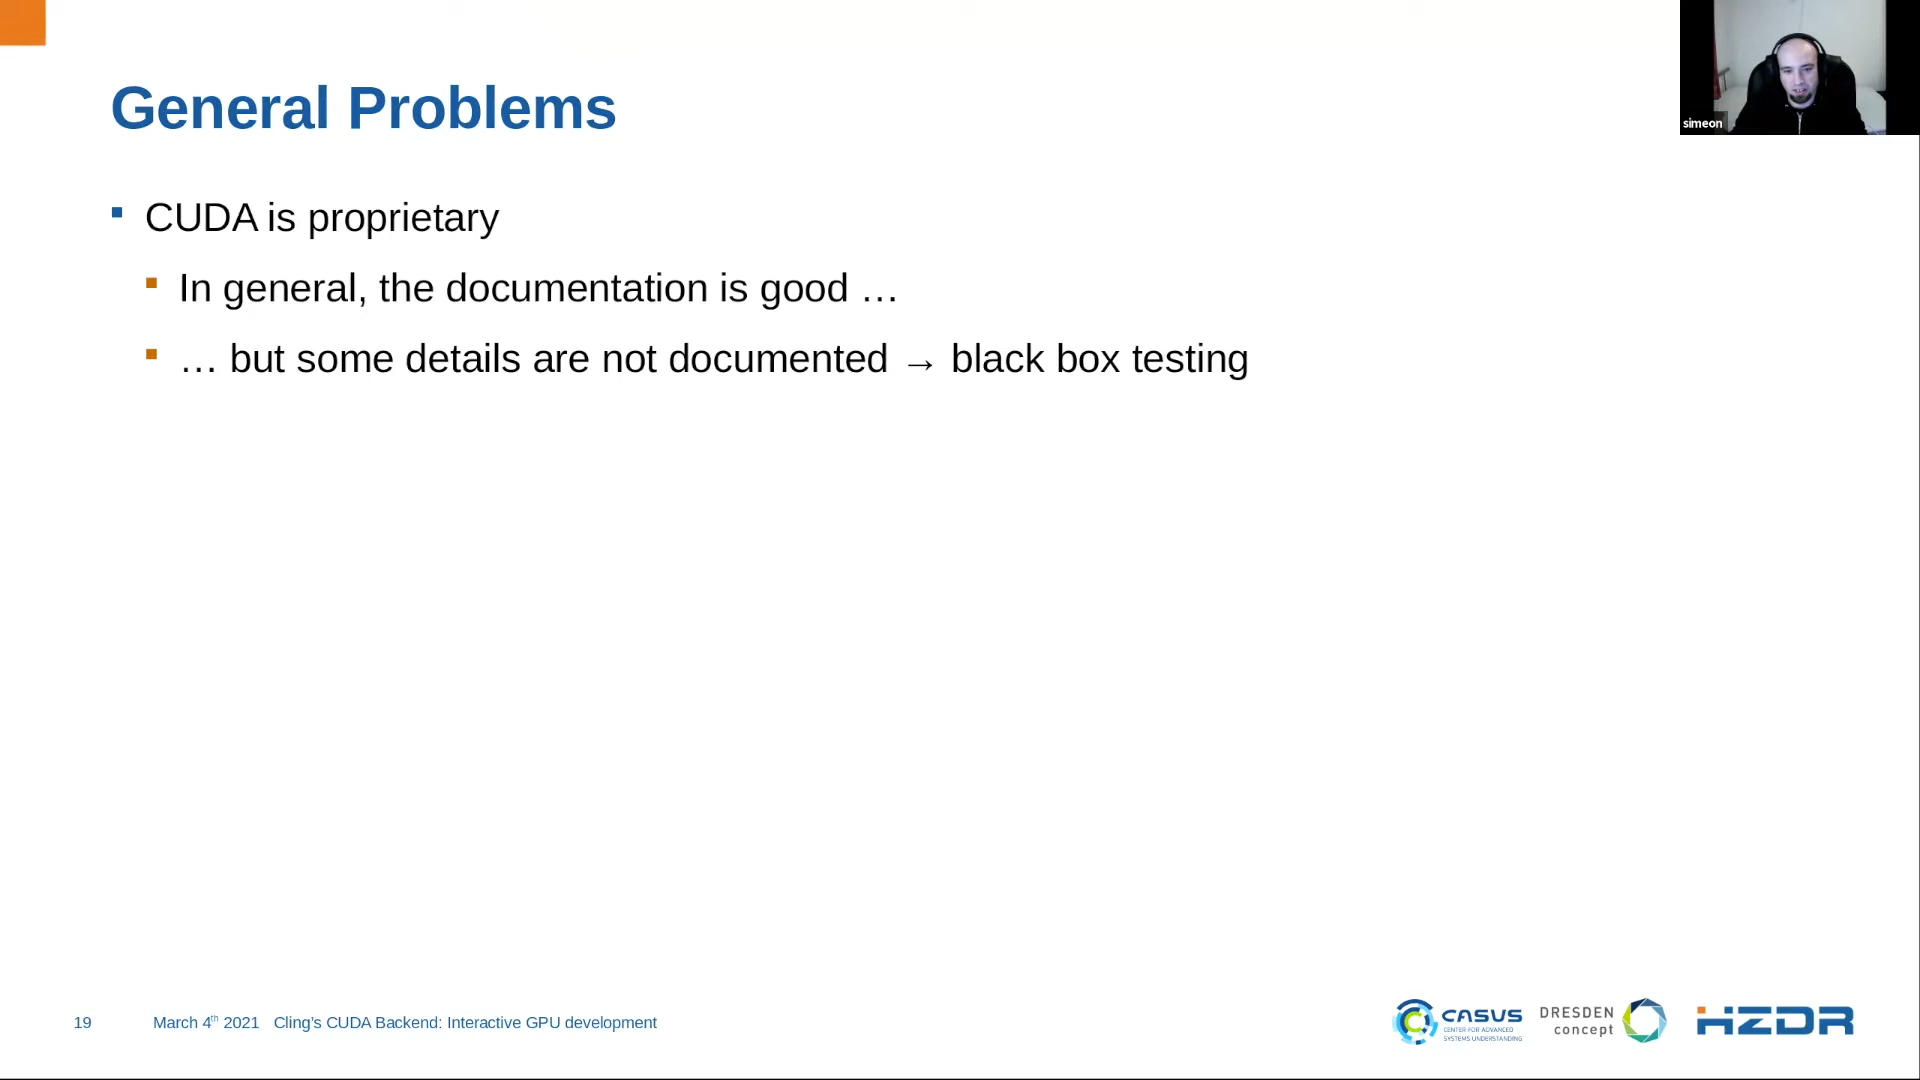 General Problems
simeon
CUDA is proprietary
In general, the documentation is good …
… but some details are not documented → black box testing
19 March 4th 2021 Cling's CUDA Backend: Interactive GPU development
CASUS
CENTER FOR ADVANCED
SYSTEMS UNDERSTANDING
DRESDEN
concept
HZDR